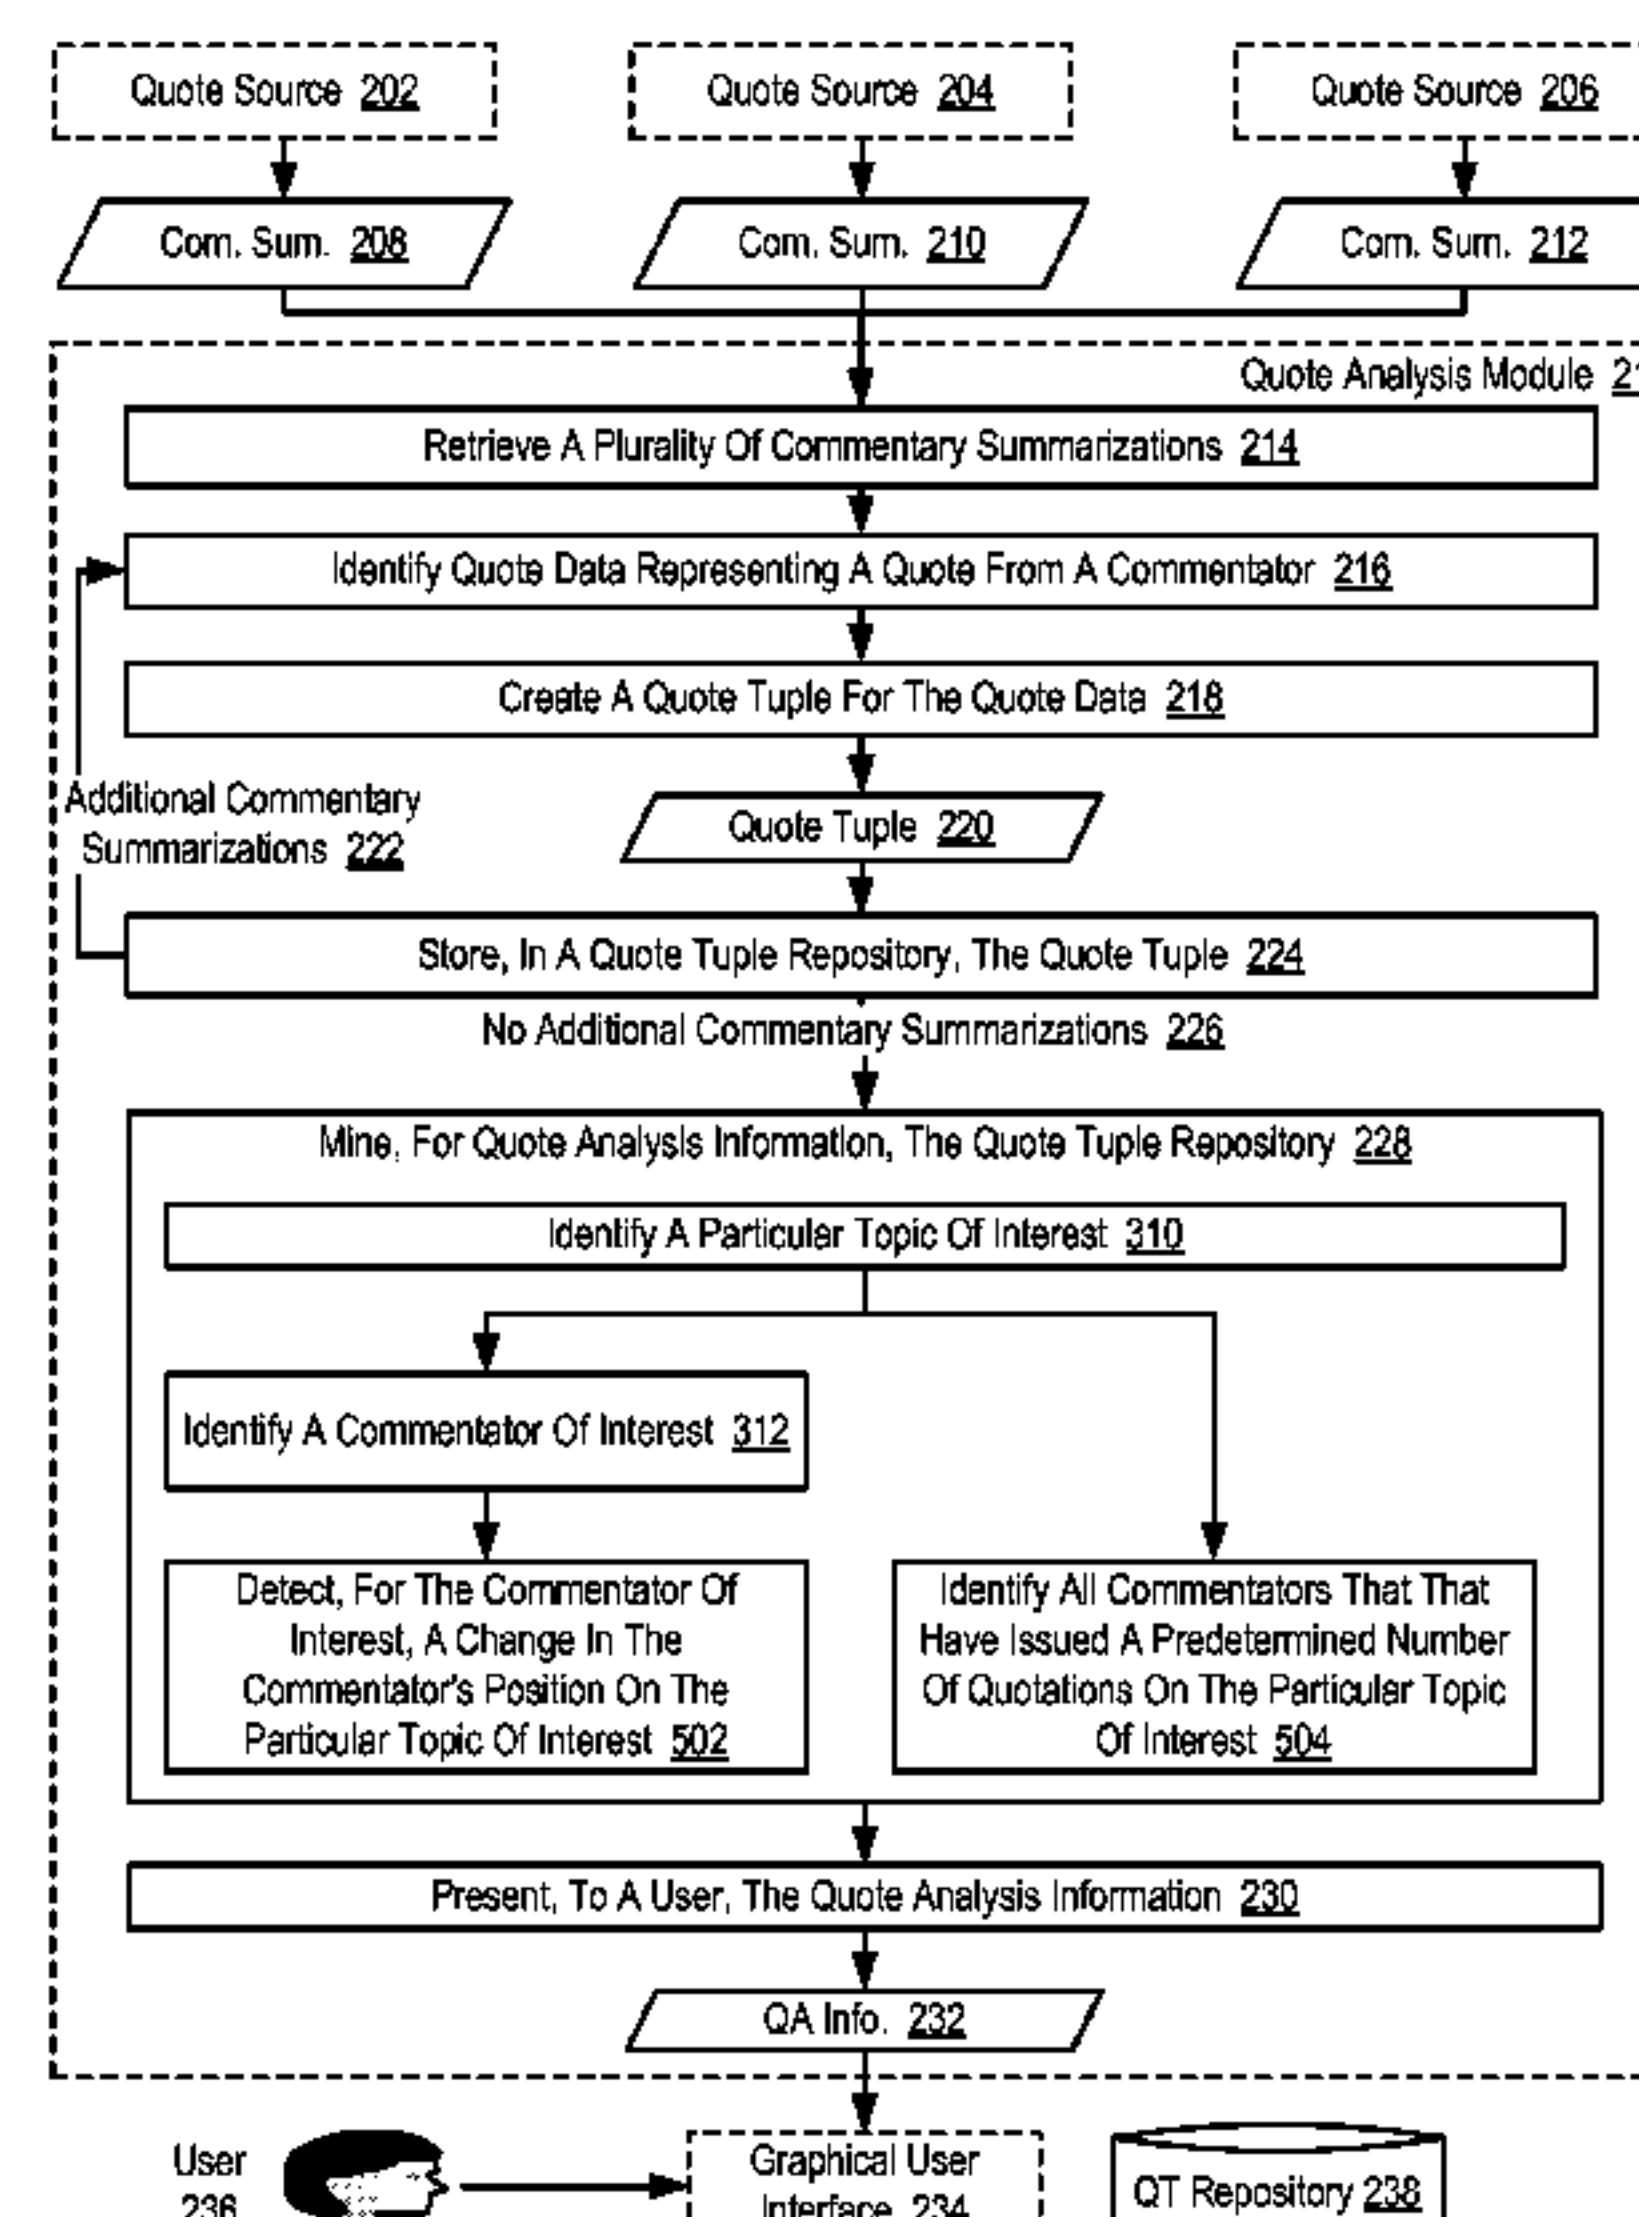 Quote Source 202
Quote Source 204
Quote Source 206
Com. Sum. 208
Com. Sum. 210
Com. Sum. 212
Quote Analysis Module
Retrieve A Plurality Of Commentary Summarizations 214
Identify Quote Data Representing A Quote From A Commentator 216
Create A Quote Tuple For The Quote Data 218
Additional Commentary
Summarizations 222
Quote Tuple 220
Store, In A Quote Tuple Repository, The Quote Tuple 224
No Additional Commentary Summarizations 226
Mine, For Quote Analysis Information, The Quote Tuple Repository 228
Identify A Particular Topic Of Interest 310
Identify A Commentator Of Interest 312
Detect, For The Commentator Of
Interest, A Change In The
Commentator's Position On The
Particular Topic Of Interest 502
Identify All Commentators That That
Have Issued A Predetermined Number
Of Quotations On The Particular Topic
Of Interest 504
Present, To A User, The Quote Analysis Information 230
QA Info. 232
User
236
Graphical User
Interface 234
QT Repository 238